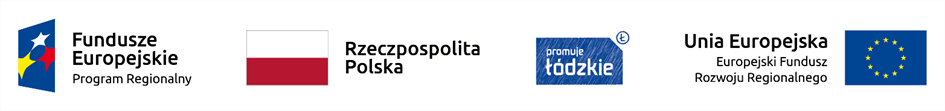 Fundusze
Europejskie
Program Regionalny
Rzeczpospolita
Polska
promuje
łódzkie
Ł
Unia Europejska
Europejski Fundusz
Rozwoju Regionalnego